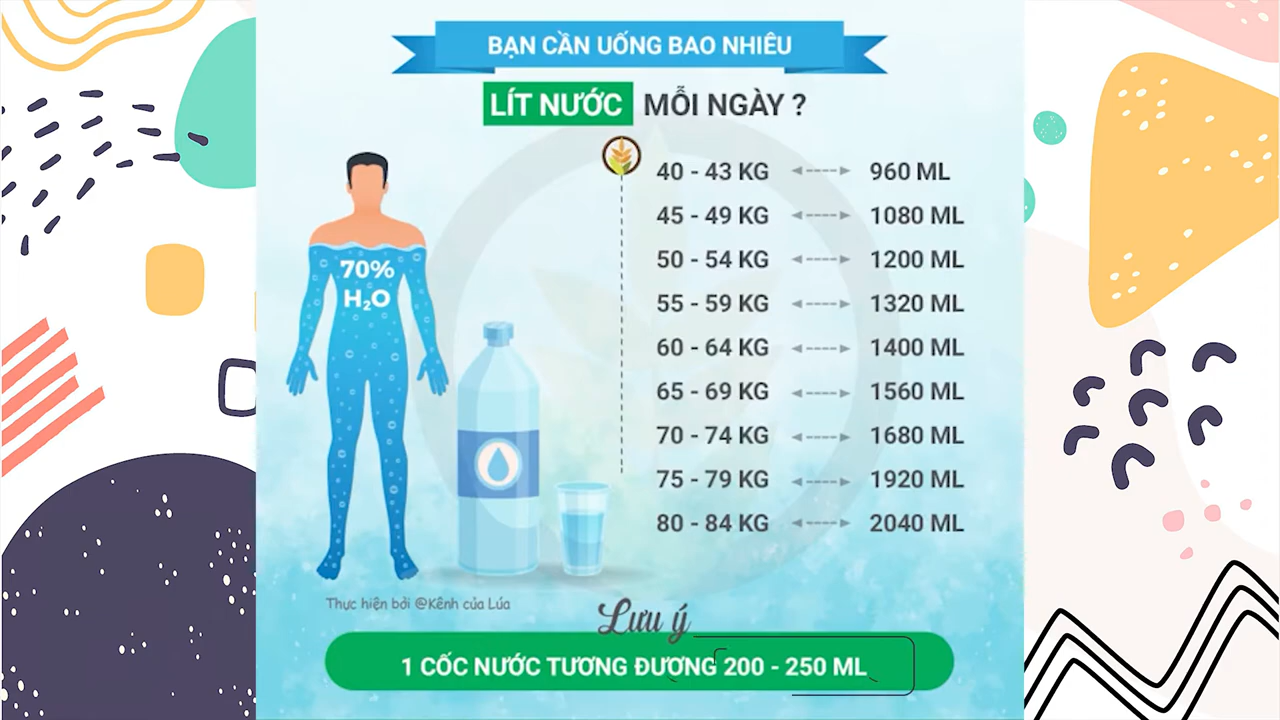 BẠN CẦN UỐNG BAO NHIÊU
LÍT NƯỚC MỖI NGÀY ?
40 - 43 KG 960 ML
45 - 49 KG 1080 ML
50 - 54 KG 1200 ML
55 - 59 KG 1320 ML
60 - 64 KG 1400 ML
65 - 69 KG 1560 ML
70 - 74 KG 1680 ML
75 - 79 KG 1920 ML
80 - 84 KG 2040 ML
70%
H₂O
Thực hiện bởi @Kênh của Lúa
Lưu ý
1 CỐC NƯỚC TƯƠNG ĐƯƠNG 200 - 250 ML